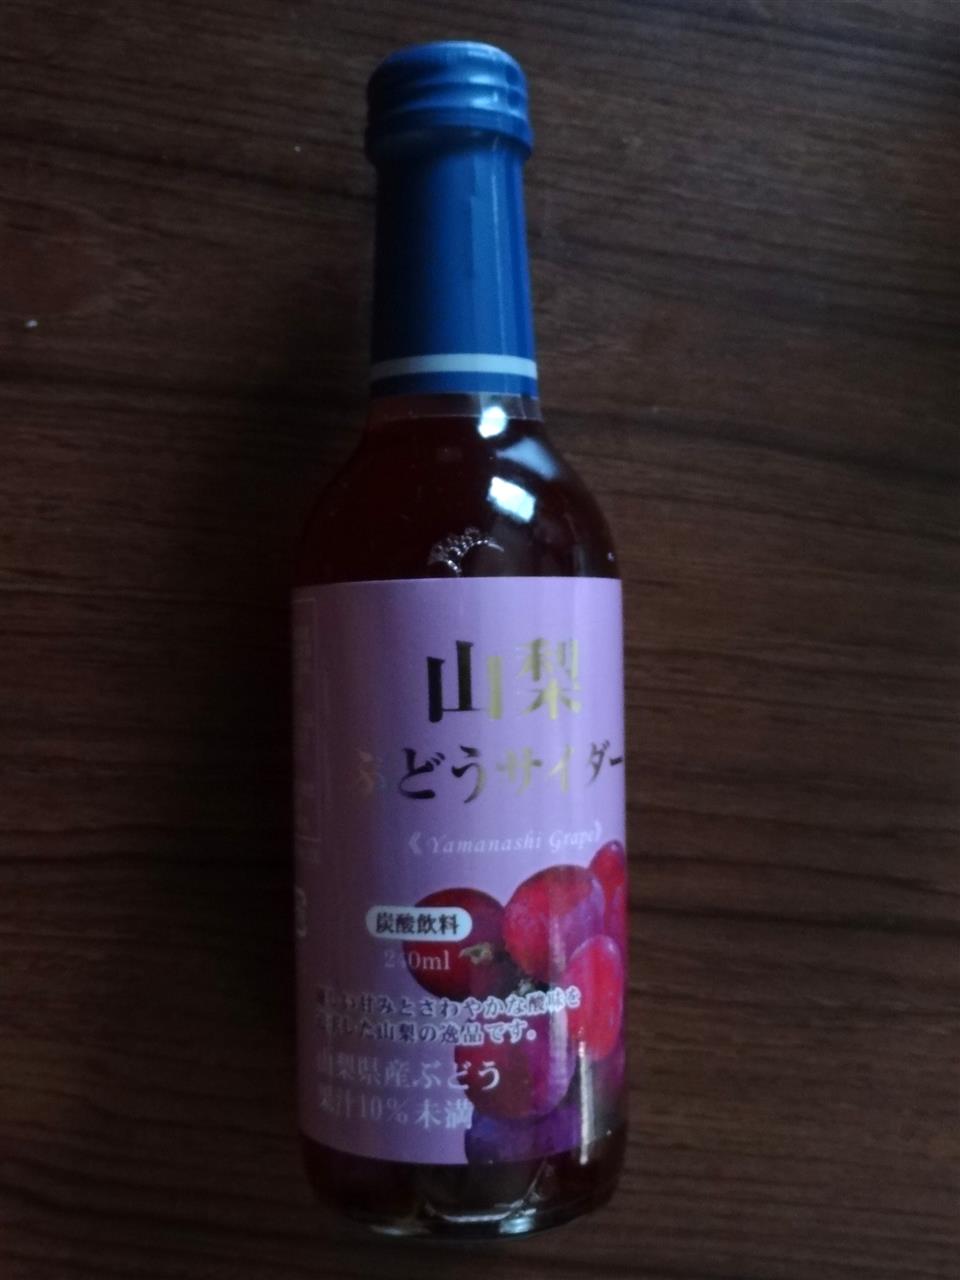 山梨
ぶどうサイダー
《Yamanashi Grape》
炭酸飲料
240ml
甘みとさわやかな酸味を
した山梨の逸品です。
山梨県産ぶどう
果汁10%未満